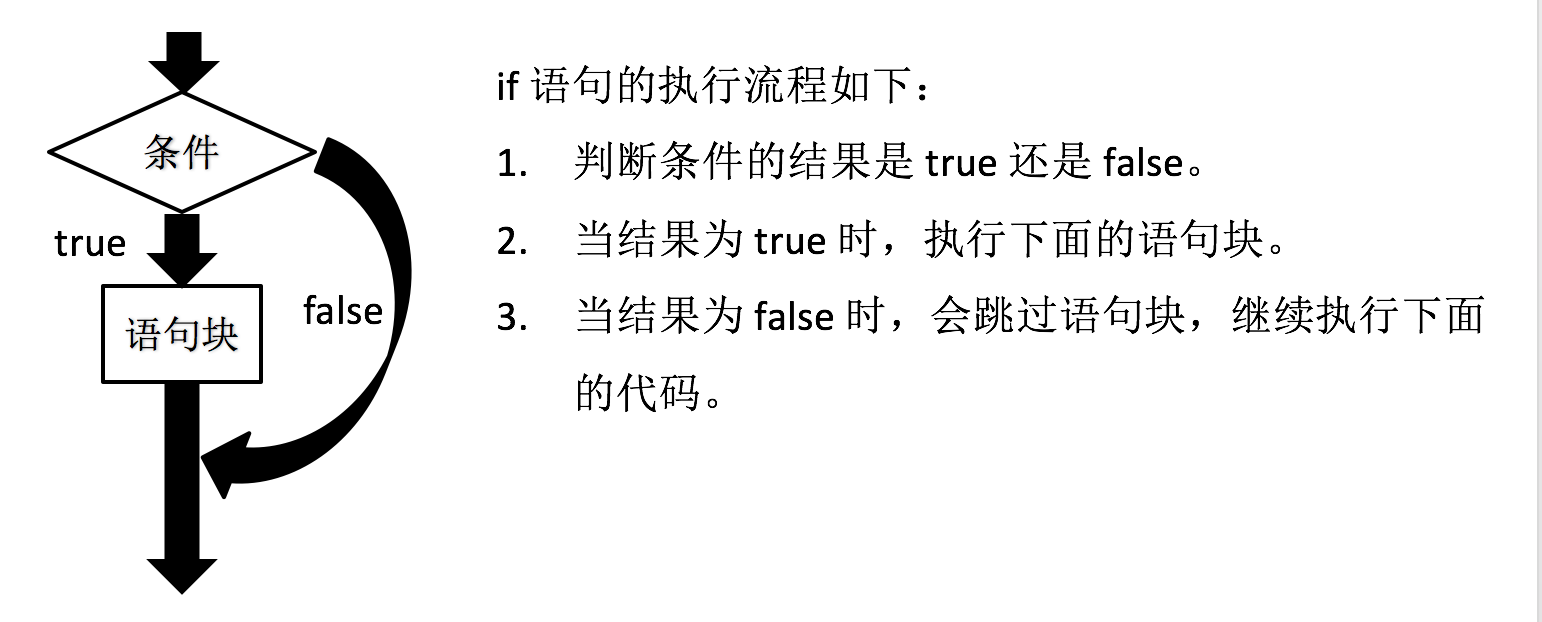 条件
true
语句块
false
if 语句的执行流程如下：
1. 判断条件的结果是 true 还是 false。
2. 当结果为 true 时，执行下面的语句块。
3. 当结果为 false 时，会跳过语句块，继续执行下面
的代码。